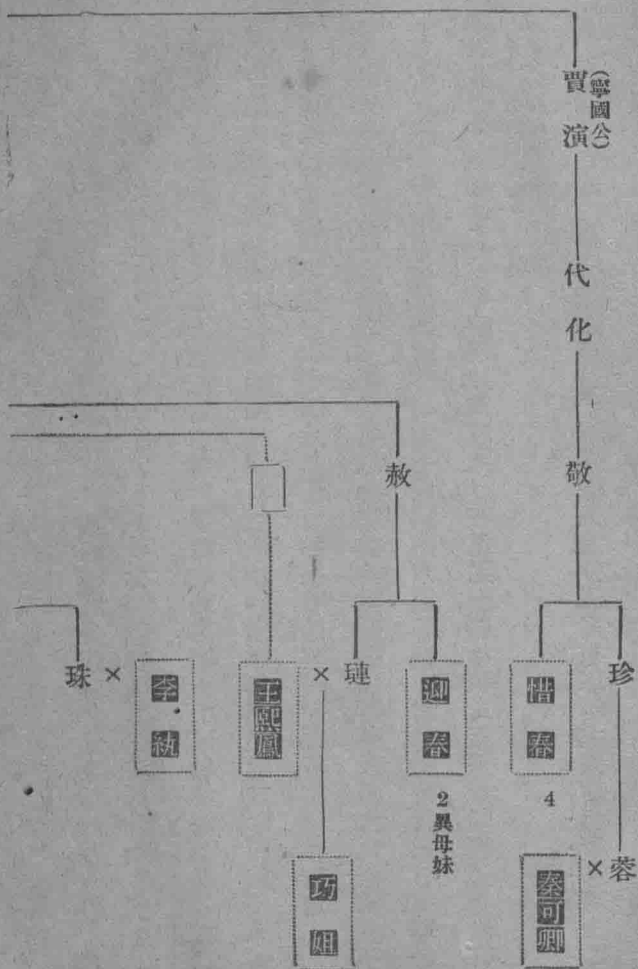 (寧國公)
賈演
代化
敬
赦
珍
惜春
4
迎春
2異母妹
璉
×
王熙鳳
李紈
×
珠
蓉
×
秦可卿
巧姐